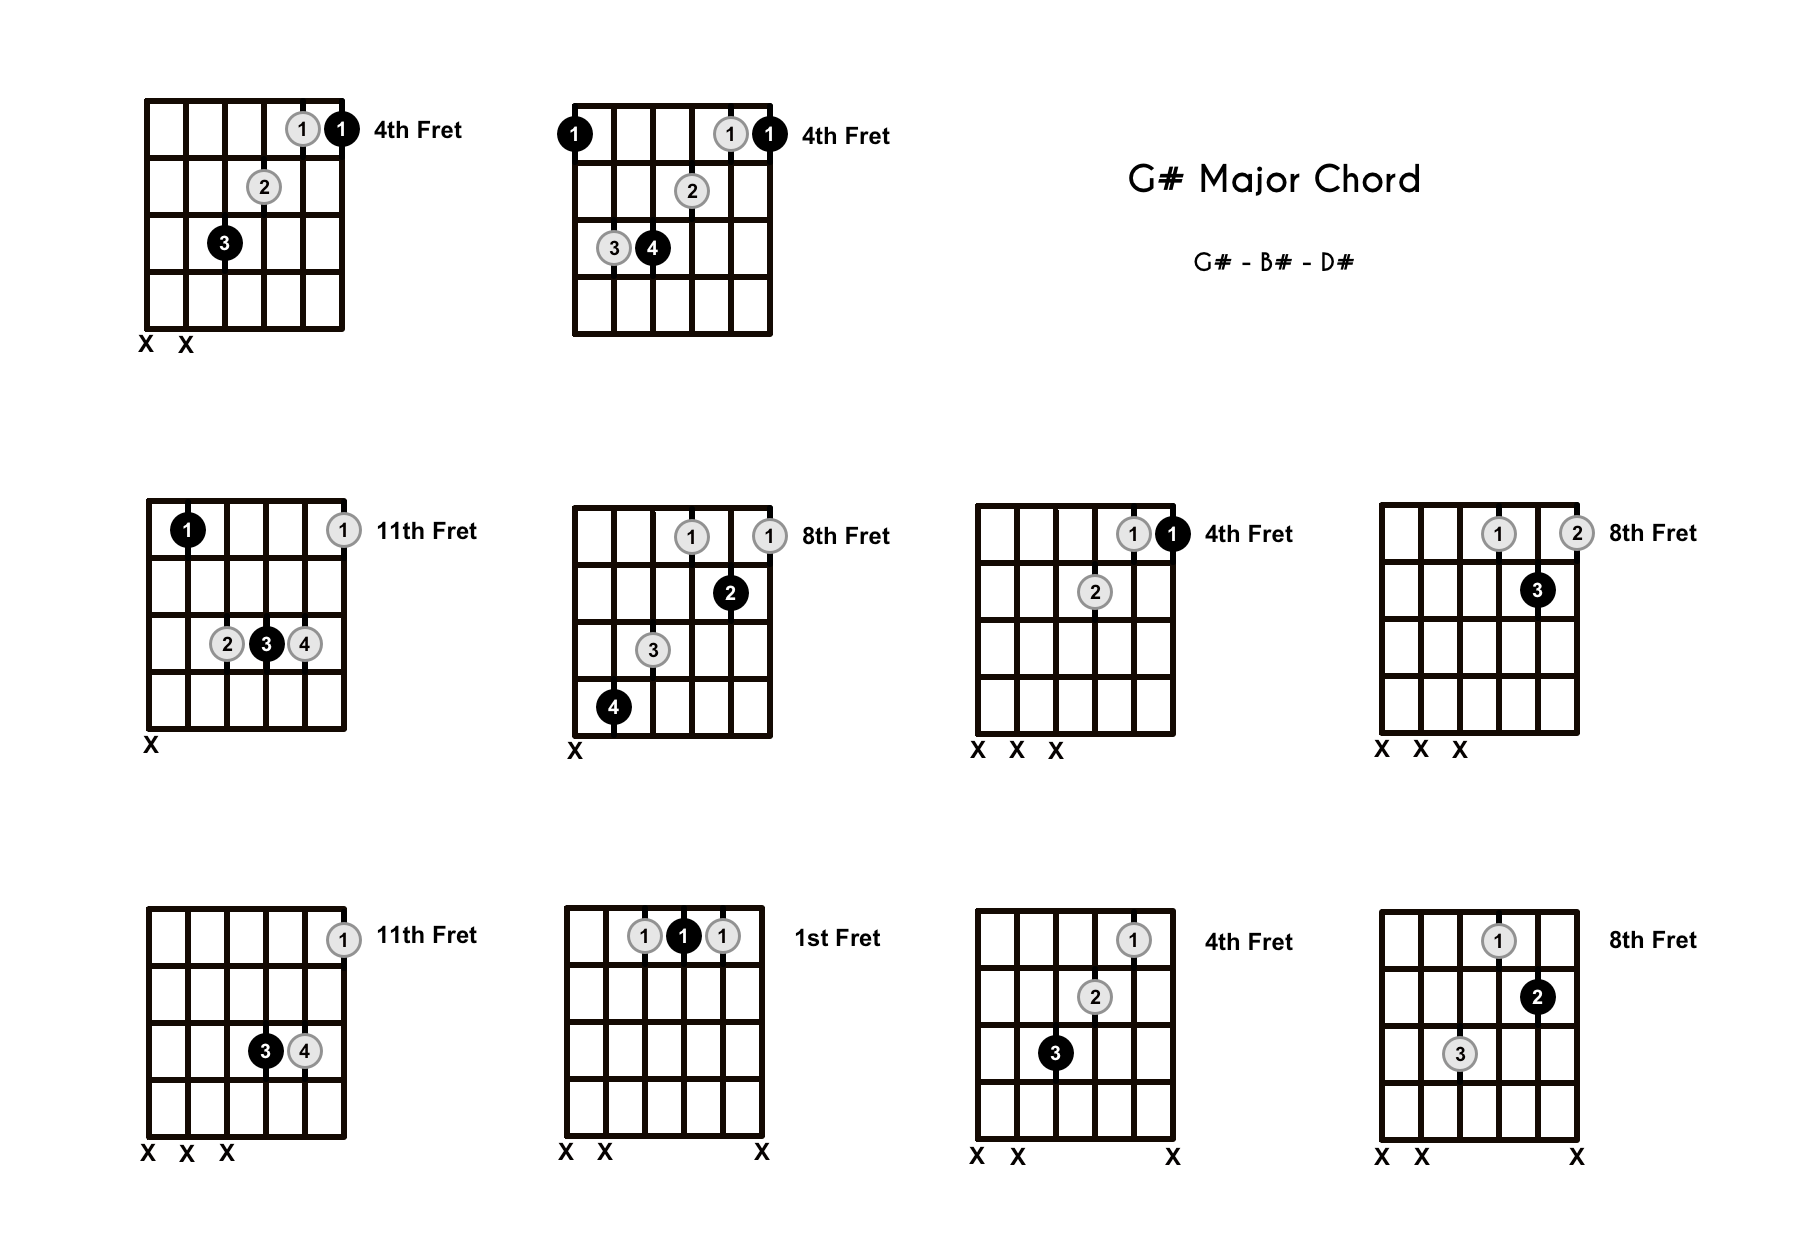 1 1 4th Fret
2
3
X X
1 1 1 4th Fret
2
3 4
G# Major Chord
G# - B# - D#
1 1 11th Fret
2 3 4
X
1 1 8th Fret
2
3
4
X
1 1 4th Fret
2
X X X
1 2 8th Fret
3
X X X
1 11th Fret
3 4
X X X
1 1 1 1st Fret
X X X
1 4th Fret
2
3
X X X
1 8th Fret
2
3
X X X